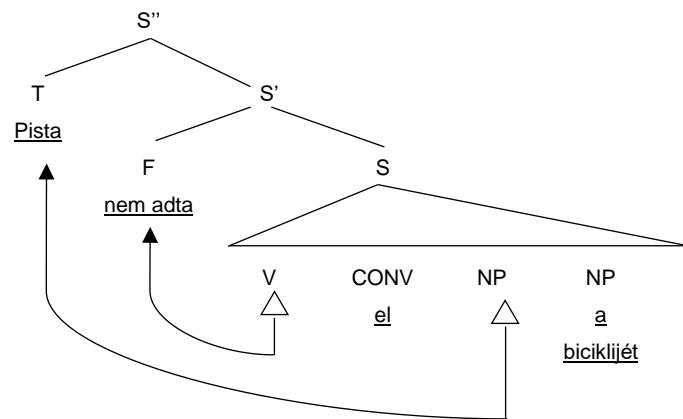 S’’
T S’
Pista
F S
nem adta
V CONV NP NP
el a
biciklijét